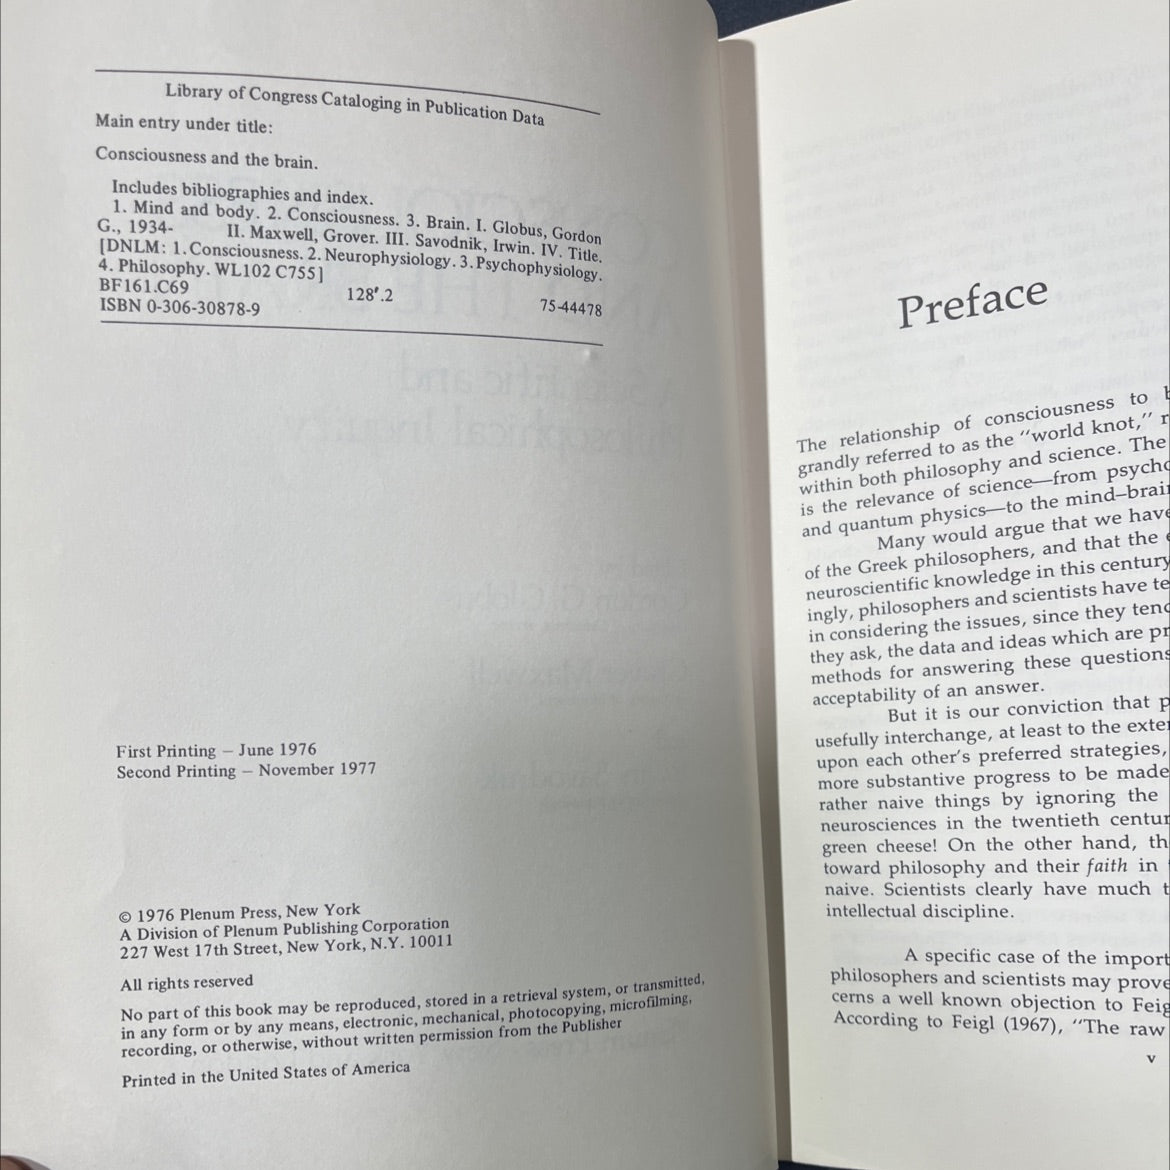 Library of Congress Cataloging in Publication Data
Main entry under title:
Consciousness and the brain.
Includes bibliographies and index.
1. Mind and body. 2. Consciousness. 3. Brain. I. Globus, Gordon
G., 1934- II. Maxwell, Grover. III. Savodnik, Irwin. IV. Title.
[DNLM: 1. Consciousness. 2. Neurophysiology. 3. Psychophysiology.
4. Philosophy. WL102 C755]
BF161.C69 128'.2
ISBN 0-306-30878-9 75-44478
First Printing – June 1976
Second Printing – November 1977
© 1976 Plenum Press, New York
A Division of Plenum Publishing Corporation
227 West 17th Street, New York, N.Y. 10011
All rights reserved
No part of this book may be reproduced, stored in a retrieval system, or transmitted,
in any form or by any means, electronic, mechanical, photocopying, microfilming,
recording, or otherwise, without written permission from the Publisher
Printed in the United States of America
Preface
The relationship of consciousness to
grandly referred to as the "world knot,"
within both philosophy and science. The
is the relevance of science—from
and quantum physics—to the
Many would argue that we have
of the Greek philosophers, and that the
neuroscientific knowledge in this century
ingly, philosophers and scientists have
in considering the issues, since they
they ask, the data and ideas which are
methods for answering these questions
acceptability of an answer.
But it is our conviction that
usefully interchange, at least to the
upon each other's preferred strategies,
more substantive progress to be made
rather naive things by ignoring the
neurosciences in the twentieth
green cheese! On the other hand,
toward philosophy and their faith in
naive. Scientists clearly have much
intellectual discipline.
A specific case of the
philosophers and scientists may
cerns a well known objection to
According to Feigl (1967), "The raw
v